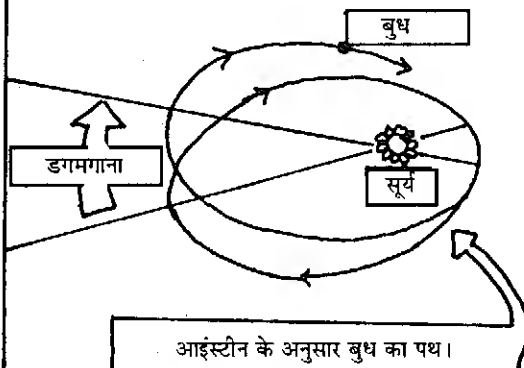 बुध
डगमगाना
सूर्य
आइंस्टीन के अनुसार बुध का पथ।